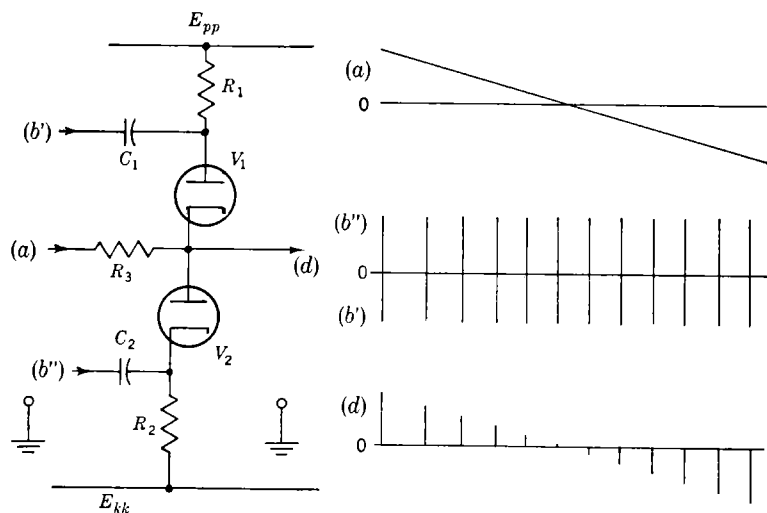 E_pp
R_1
(b')
C_1
V_1
(a)
R_3
(d)
C_2
V_2
(b'')
R_2
E_kk
(a)
0
(b'')
0
(b')
(d)
0